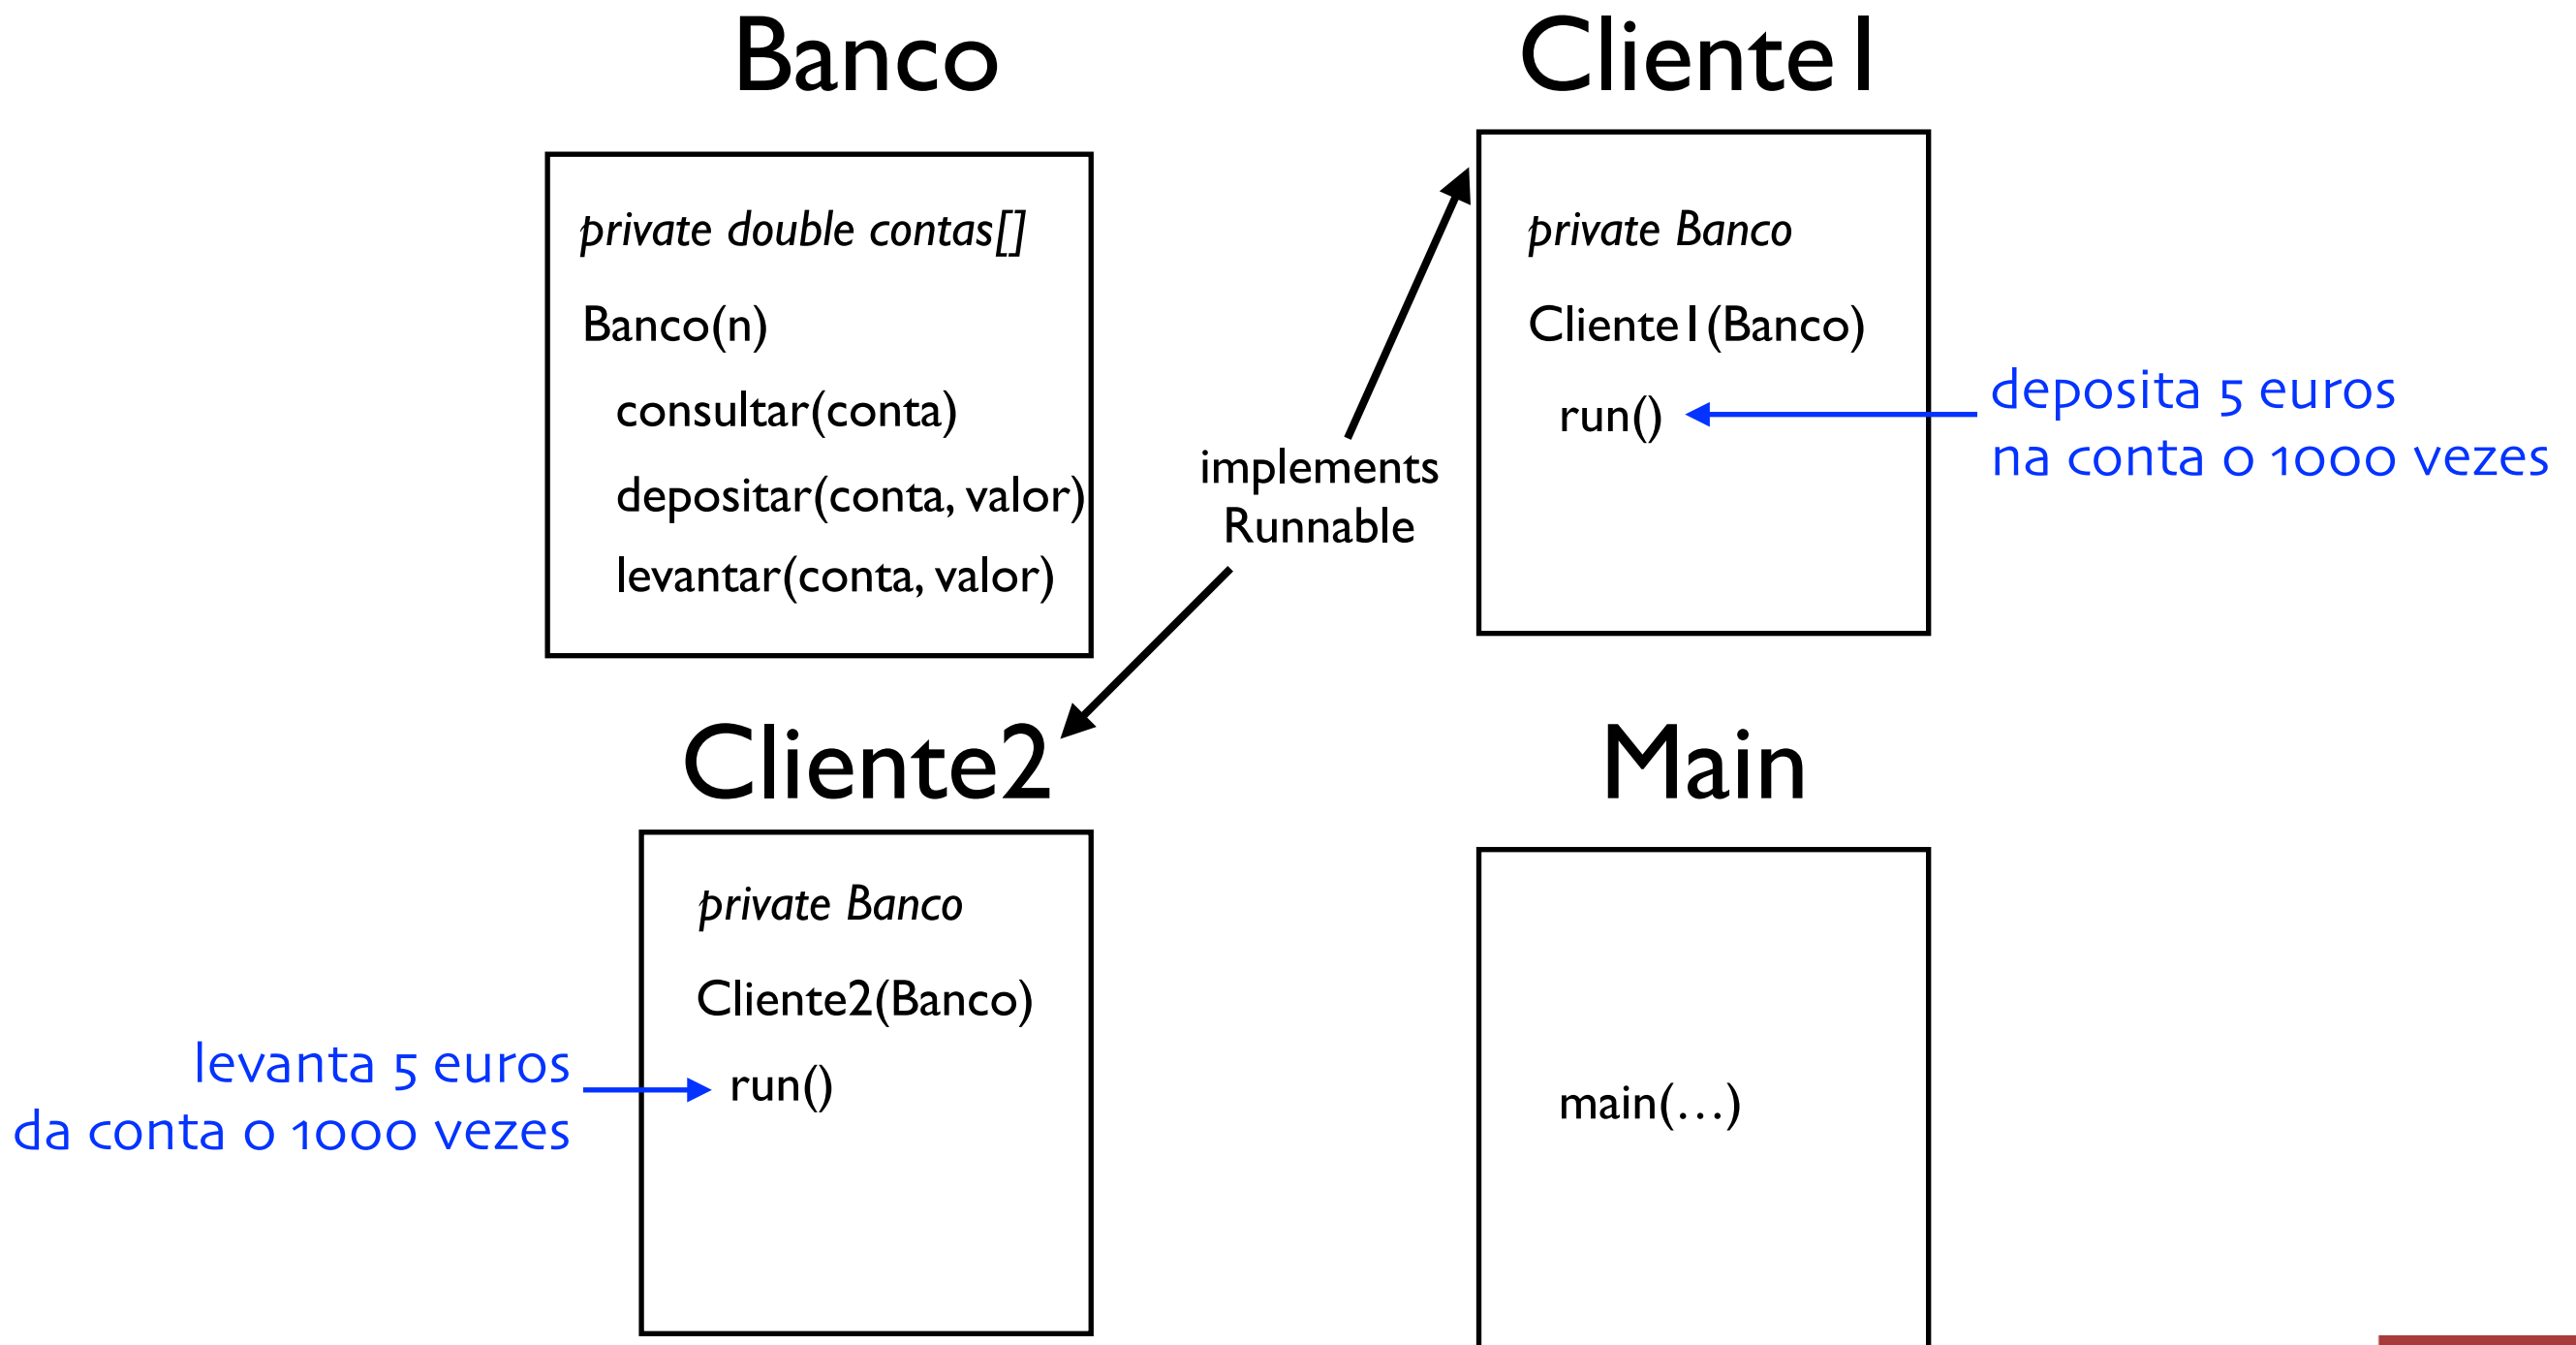 Banco
private double contas[]
Banco(n)
consultar(conta)
depositar(conta, valor)
levantar(conta, valor)
Cliente1
private Banco
Cliente1(Banco)
run()
deposita 5 euros
na conta 0 1000 vezes
implements
Runnable
Cliente2
private Banco
Cliente2(Banco)
run()
levanta 5 euros
da conta 0 1000 vezes
Main
main(…)